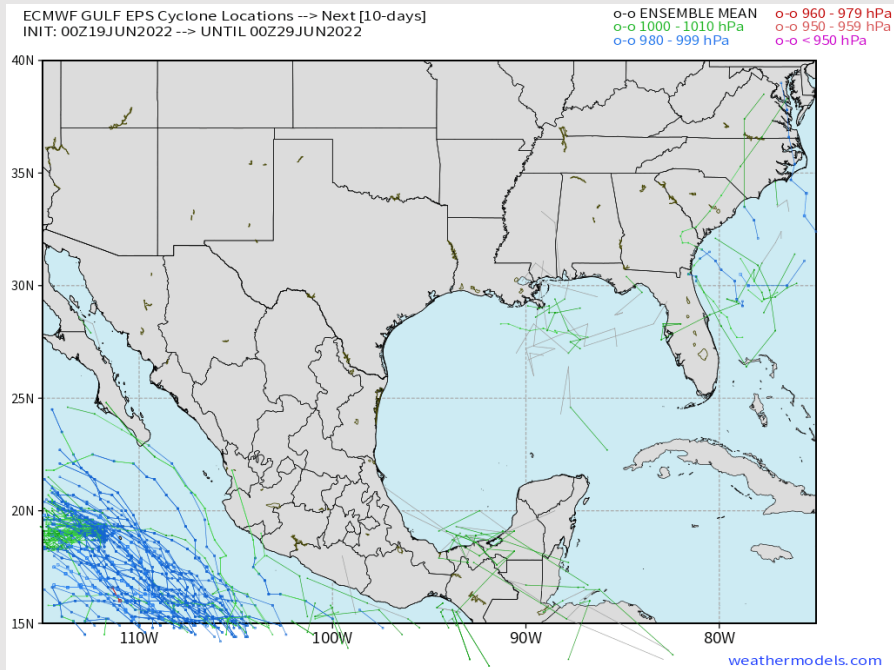 ECMWF GULF EPS Cyclone Locations --> Next [10-days]
INIT: 00Z19JUN2022 --> UNTIL 00Z29JUN2022
o-o ENSEMBLE MEAN
o-o 1000 - 1010 hPa
o-o 980 - 999 hPa
o-o 960 - 979 hPa
o-o 950 - 959 hPa
o-o < 950 hPa
40N
35N
30N
25N
20N
15N
110W 100W 90W 80W
weathermodels.com